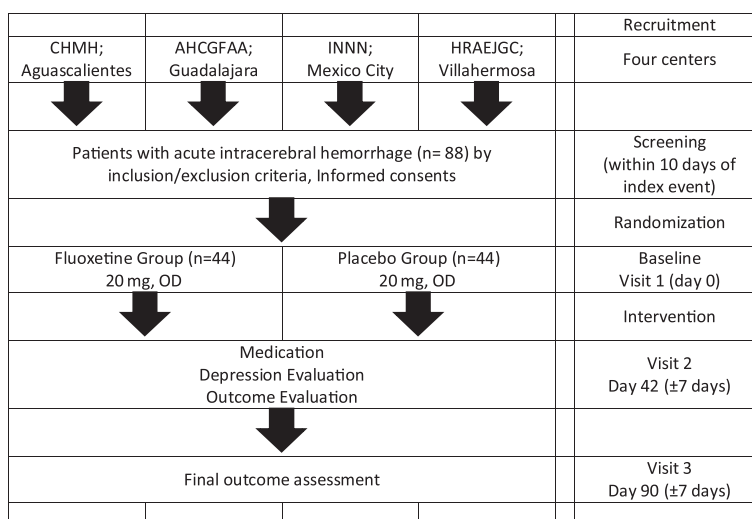 Recruitment
CHMH;
Aguascalientes
AHCGFAA;
Guadalajara
INNN;
Mexico City
HRAEJGC;
Villahermosa
Four centers
Patients with acute intracerebral hemorrhage (n= 88) by
inclusion/exclusion criteria, Informed consents
Screening
(within 10 days of
index event)
Randomization
Fluoxetine Group (n=44)
20 mg, OD
Placebo Group (n=44)
20 mg, OD
Baseline
Visit 1 (day 0)
Intervention
Medication
Depression Evaluation
Outcome Evaluation
Visit 2
Day 42 (±7 days)
Final outcome assessment
Visit 3
Day 90 (±7 days)